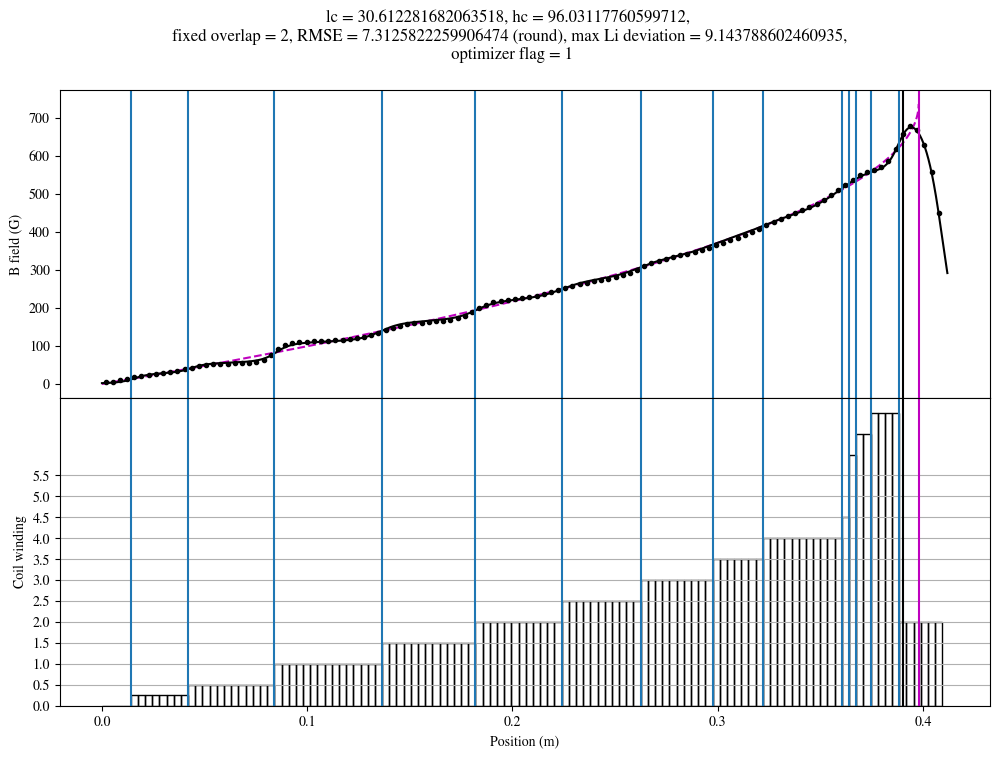 lc = 30.612281682063518, hc = 96.03117760599712,
fixed overlap = 2, RMSE = 7.3125822259906474 (round), max Li deviation = 9.143788602460935,
optimizer flag = 1
700
600
500
400
300
200
100
0
B field (G)
5.5
5.0
4.5
4.0
3.5
3.0
2.5
2.0
1.5
1.0
0.5
0.0
Coil winding
0.0 0.1 0.2 0.3 0.4
Position (m)